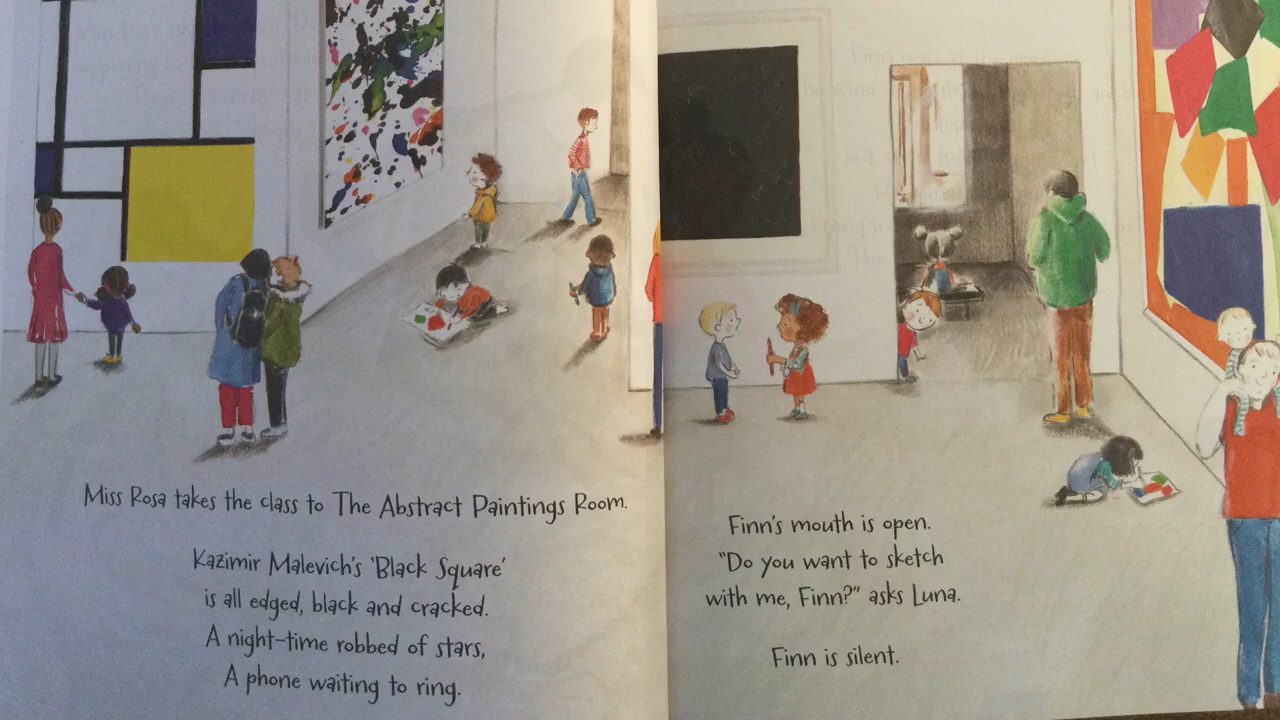 Miss Rosa takes the class to The Abstract Paintings Room.
Kazimir Malevich's 'Black Square'
is all edged, black and cracked.
A night-time robbed of stars,
A phone waiting to ring.
Finn's mouth is open.
"Do you want to sketch
with me, Finn?" asks Luna.
Finn is silent.